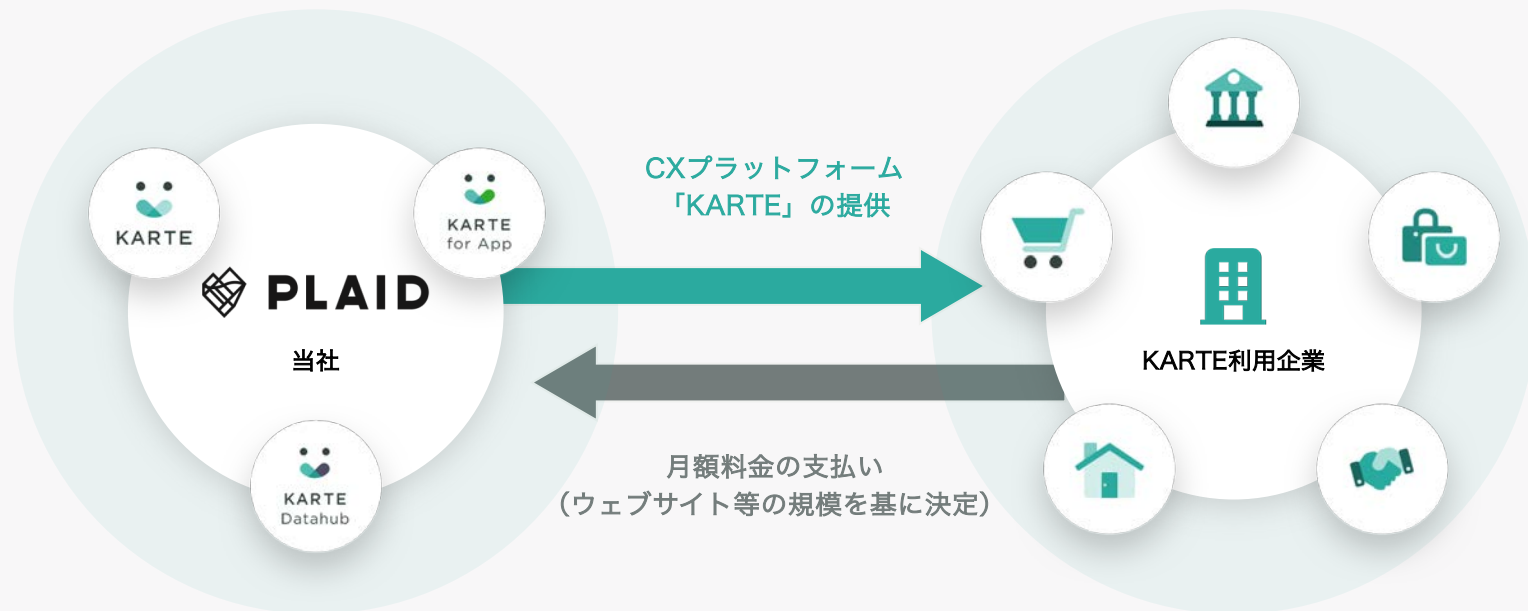 KARTE
KARTE
for App
PLAID
当社
KARTE
Datahub
CXプラットフォーム
「KARTE」の提供
月額料金の支払い
（ウェブサイト等の規模を基に決定）
KARTE利用企業